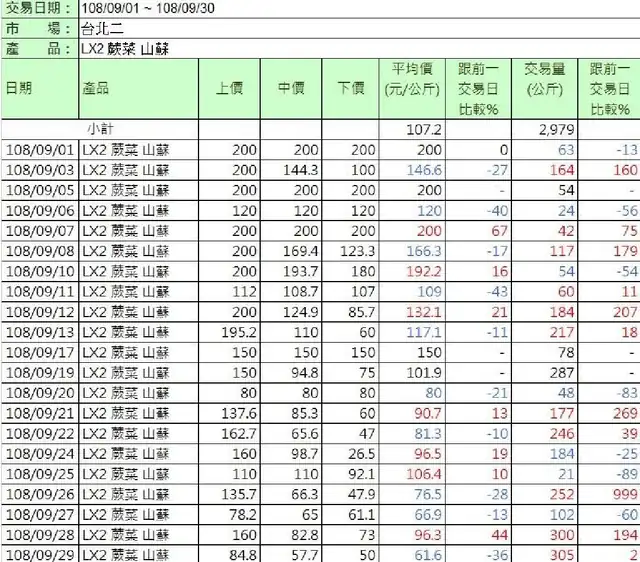 交易日期： 108/09/01 ~ 108/09/30
市　　場： 台北二
產　　品： LX2 蕨菜 山蘇
日期 產品 上價 中價 下價 平均價 (元/公斤) 跟前一交易日比較% 交易量 (公斤) 跟前一交易日比較%
小計 107.2 2,979
108/09/01 LX2 蕨菜 山蘇 200 200 200 200 0 63 -13
108/09/03 LX2 蕨菜 山蘇 200 144.3 100 146.6 -27 164 160
108/09/05 LX2 蕨菜 山蘇 200 200 200 200 - 54 -
108/09/06 LX2 蕨菜 山蘇 120 120 120 120 -40 24 -56
108/09/07 LX2 蕨菜 山蘇 200 200 200 200 67 42 75
108/09/08 LX2 蕨菜 山蘇 200 169.4 123.3 166.3 -17 117 179
108/09/10 LX2 蕨菜 山蘇 200 193.7 180 192.2 16 54 -54
108/09/11 LX2 蕨菜 山蘇 112 108.7 107 109 -43 60 11
108/09/12 LX2 蕨菜 山蘇 200 124.9 85.7 132.1 21 184 207
108/09/13 LX2 蕨菜 山蘇 195.2 110 60 117.1 -11 217 18
108/09/17 LX2 蕨菜 山蘇 150 150 150 150 - 78 -
108/09/19 LX2 蕨菜 山蘇 150 94.8 75 101.9 - 287 -
108/09/20 LX2 蕨菜 山蘇 80 80 80 80 -21 48 -83
108/09/21 LX2 蕨菜 山蘇 137.6 85.3 60 90.7 13 177 269
108/09/22 LX2 蕨菜 山蘇 162.7 65.6 47 81.3 -10 246 39
108/09/24 LX2 蕨菜 山蘇 160 98.7 26.5 96.5 19 184 -25
108/09/25 LX2 蕨菜 山蘇 110 110 92.1 106.4 10 21 -89
108/09/26 LX2 蕨菜 山蘇 135.7 66.3 47.9 76.5 -28 252 999
108/09/27 LX2 蕨菜 山蘇 78.2 65 61.1 66.9 -13 102 -60
108/09/28 LX2 蕨菜 山蘇 160 82.8 73 96.3 44 300 194
108/09/29 LX2 蕨菜 山蘇 84.8 57.7 50 61.6 -36 305 2